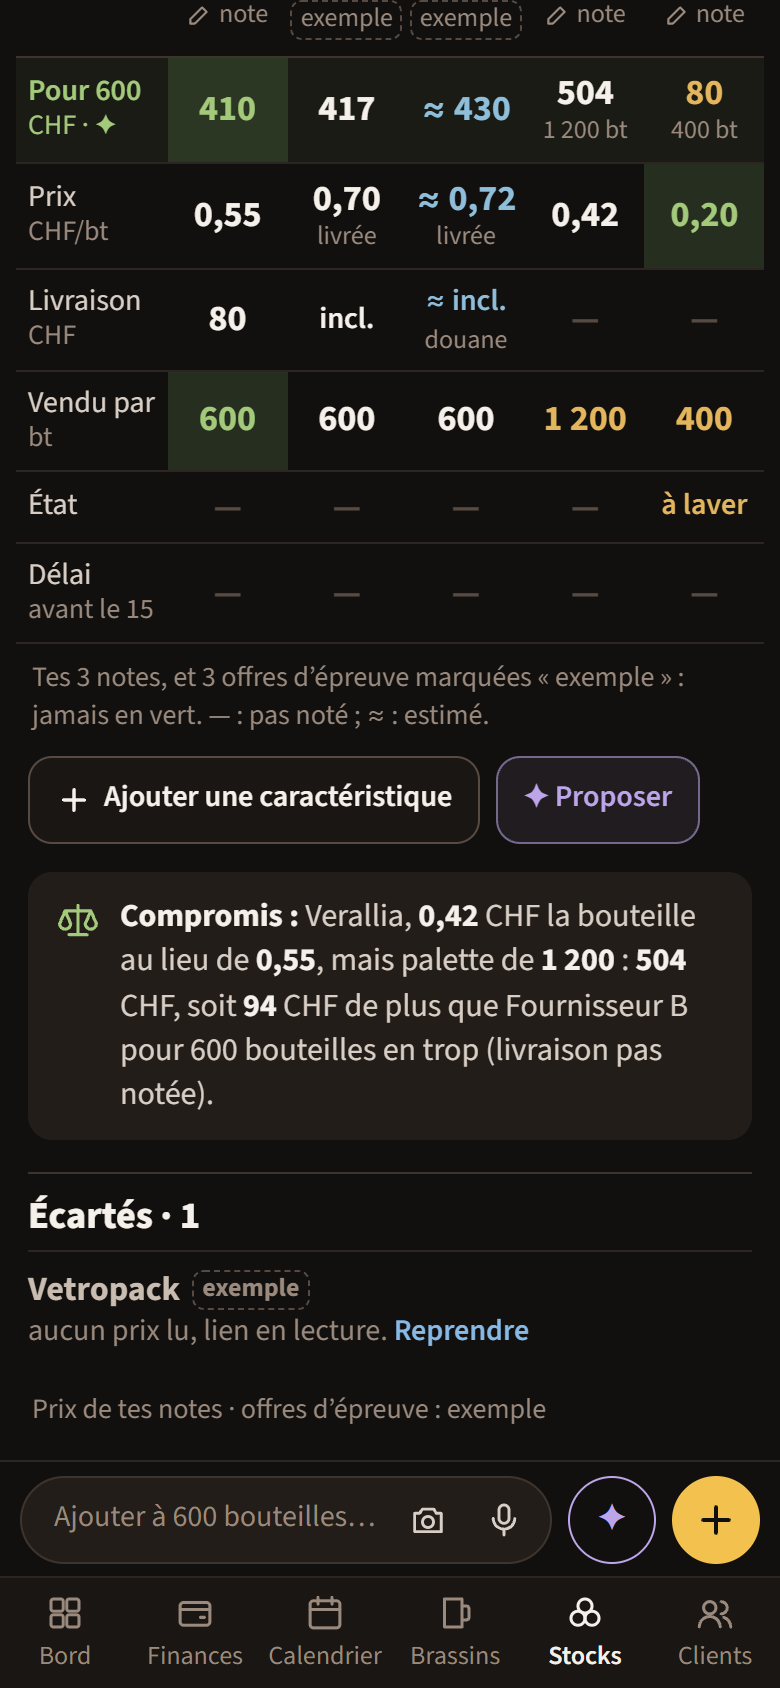 note exemple exemple note note
Pour 600 410 417 ≈ 430 504 80
CHF · ✦ 1 200 bt 400 bt
Prix 0,55 0,70 ≈ 0,72 0,42 0,20
CHF/bt livrée livrée
Livraison 80 incl. ≈ incl. — —
CHF douane
Vendu par 600 600 600 1 200 400
bt
État — — — — à laver
Délai — — — — —
avant le 15
Tes 3 notes, et 3 offres d’épreuve marquées « exemple » :
jamais en vert. — : pas noté ; ≈ : estimé.
+ Ajouter une caractéristique ✦ Proposer
Compromis : Verallia, 0,42 CHF la bouteille
au lieu de 0,55, mais palette de 1 200 : 504
CHF, soit 94 CHF de plus que Fournisseur B
pour 600 bouteilles en trop (livraison pas
notée).
Écartés · 1
Vetropack exemple
aucun prix lu, lien en lecture. Reprendre
Prix de tes notes · offres d’épreuve : exemple
Ajouter à 600 bouteilles…
Bord Finances Calendrier Brassins Stocks Clients